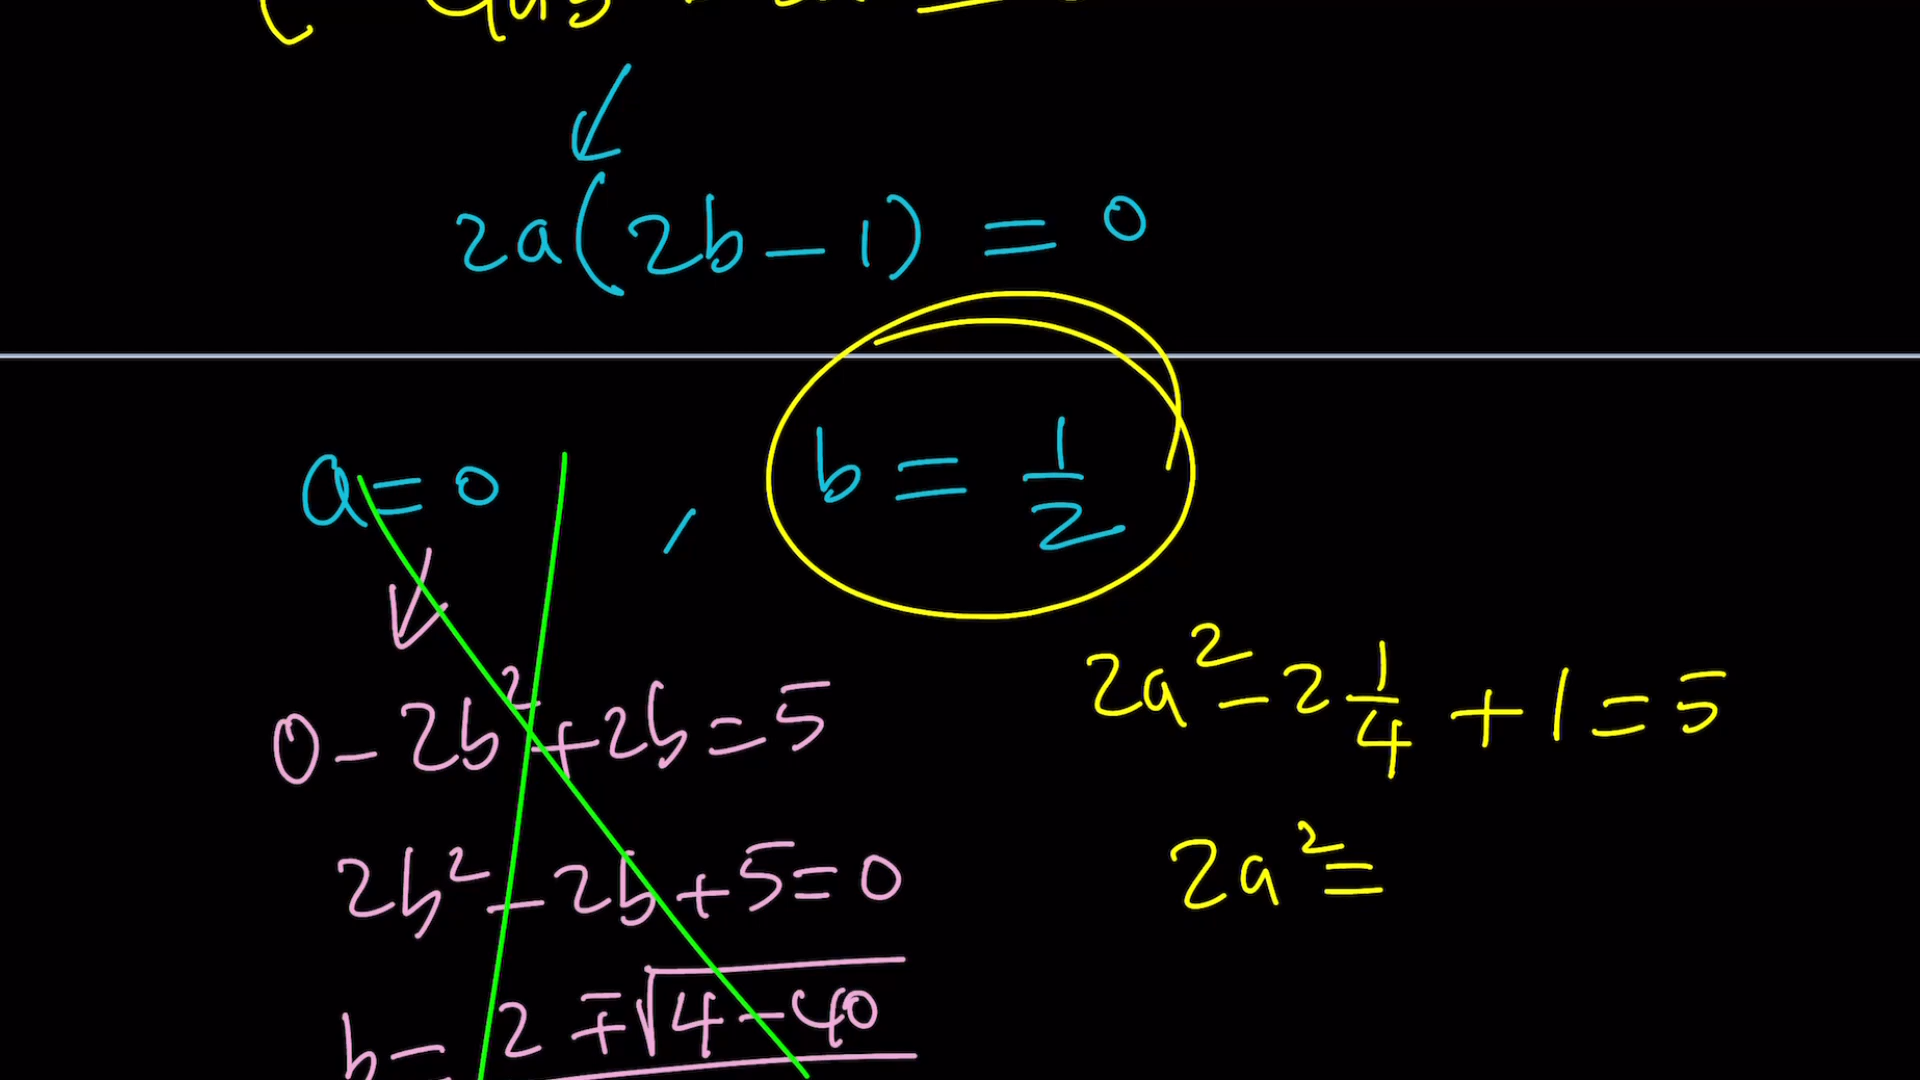 2a(2b-1) = 0
a=0 , b = 1/2
0-2b²+2b=5
2a²-2 1/4 +1=5
2b²-2b+5=0
2a²=
b= 2∓√4-40